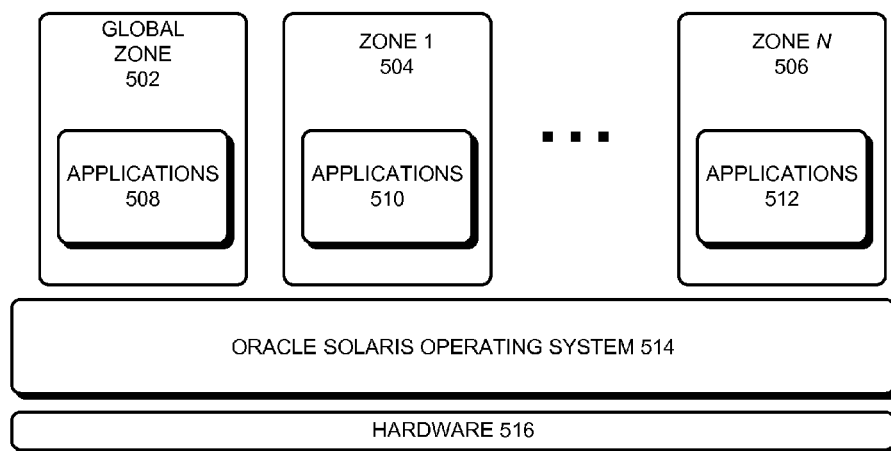 GLOBAL
ZONE
502
APPLICATIONS
508
ZONE 1
504
APPLICATIONS
510
...
ZONE N
506
APPLICATIONS
512
ORACLE SOLARIS OPERATING SYSTEM 514
HARDWARE 516